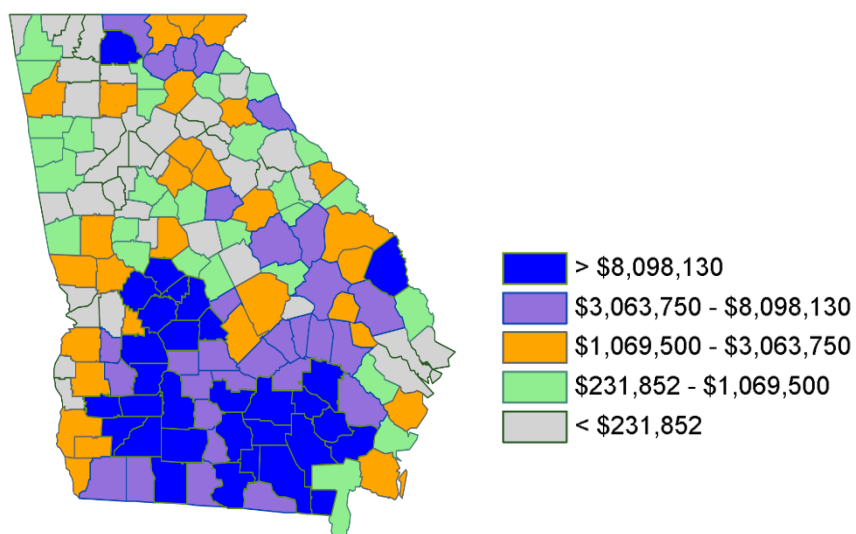 > $8,098,130
$3,063,750 - $8,098,130
$1,069,500 - $3,063,750
$231,852 - $1,069,500
< $231,852